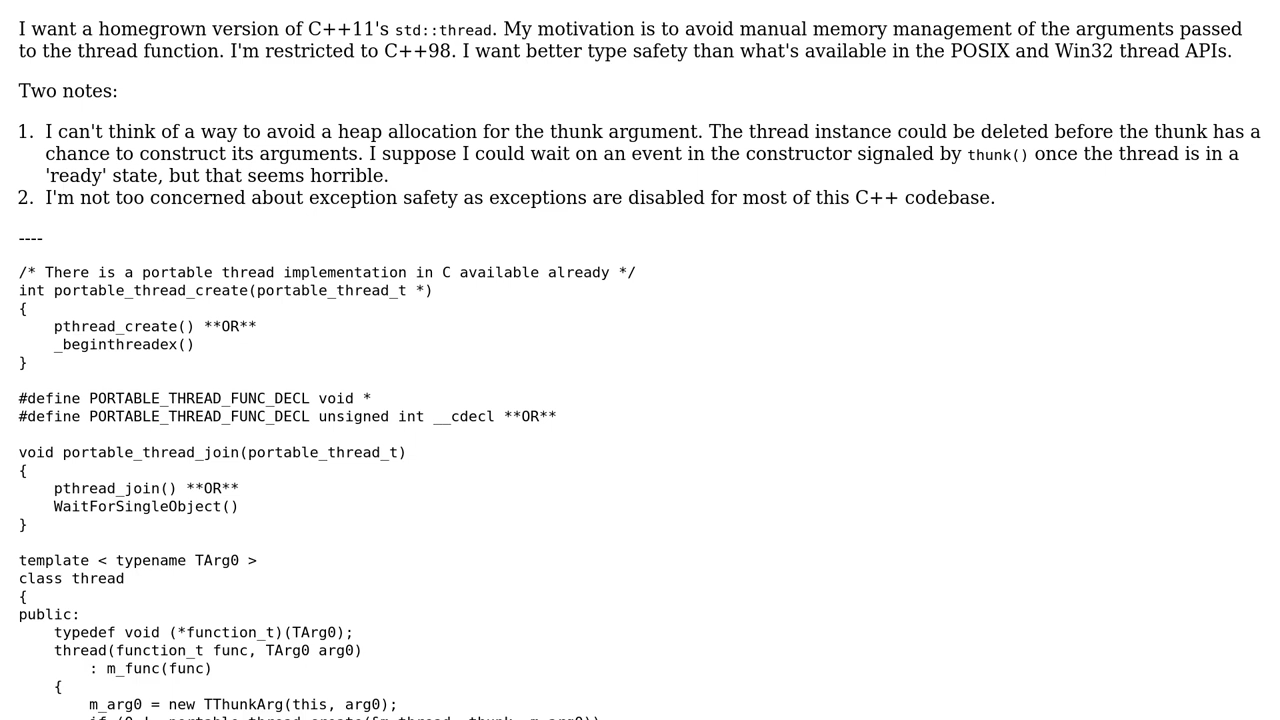 I want a homegrown version of C++11's std::thread. My motivation is to avoid manual memory management of the arguments passed
to the thread function. I'm restricted to C++98. I want better type safety than what's available in the POSIX and Win32 thread APIs.
Two notes:
1. I can't think of a way to avoid a heap allocation for the thunk argument. The thread instance could be deleted before the thunk has a
chance to construct its arguments. I suppose I could wait on an event in the constructor signaled by thunk() once the thread is in a
'ready' state, but that seems horrible.
2. I'm not too concerned about exception safety as exceptions are disabled for most of this C++ codebase.
----
/* There is a portable thread implementation in C available already */
int portable_thread_create(portable_thread_t *)
{
    pthread_create() **OR**
    _beginthreadex()
}
#define PORTABLE_THREAD_FUNC_DECL void *
#define PORTABLE_THREAD_FUNC_DECL unsigned int __cdecl **OR**
void portable_thread_join(portable_thread_t)
{
    pthread_join() **OR**
    WaitForSingleObject()
}
template < typename TArg0 >
class thread
{
public:
    typedef void (*function_t)(TArg0);
    thread(function_t func, TArg0 arg0)
        : m_func(func)
    {
        m_arg0 = new TThunkArg(this, arg0);